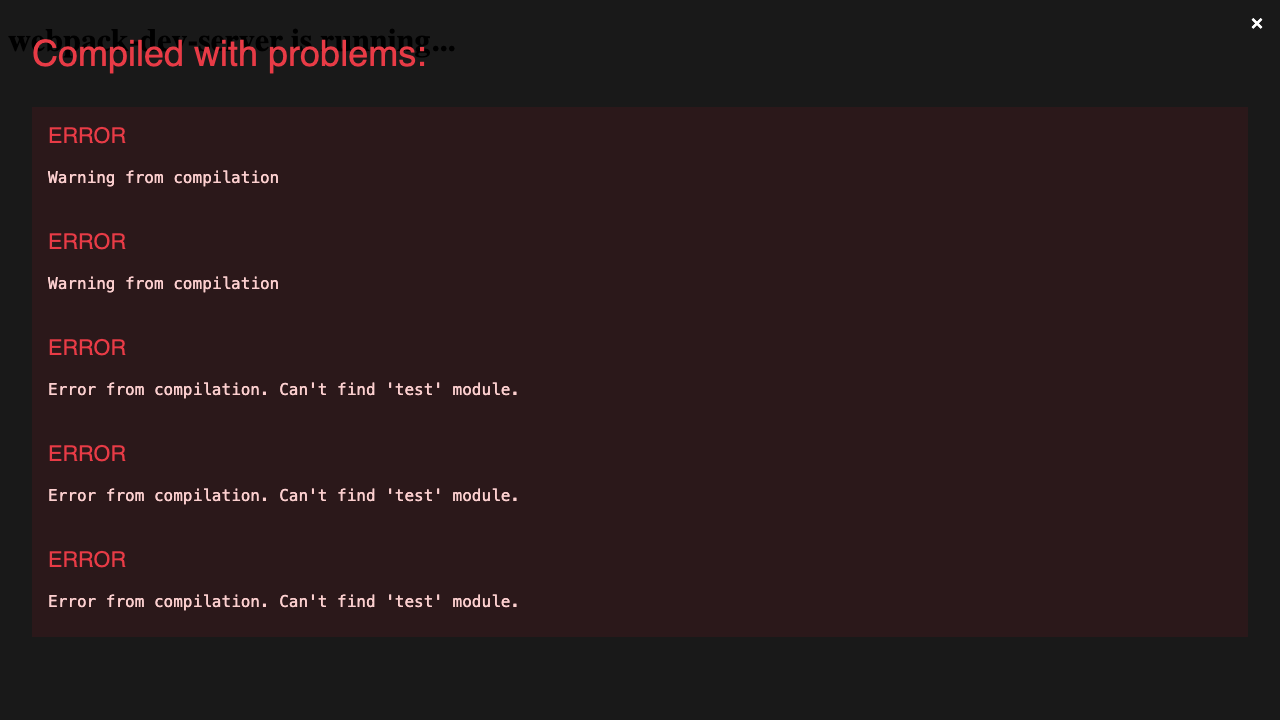 webpack-dev-server is running...
Compiled with problems:
×
ERROR
Warning from compilation
ERROR
Warning from compilation
ERROR
Error from compilation. Can't find 'test' module.
ERROR
Error from compilation. Can't find 'test' module.
ERROR
Error from compilation. Can't find 'test' module.